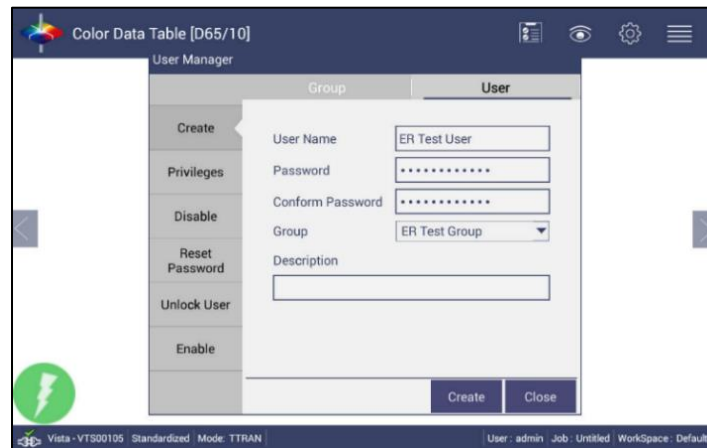 Color Data Table [D65/10]
User Manager
Group
User
Create
Privileges
Disable
Reset
Password
Unlock User
Enable
User Name
ER Test User
Password
Conform Password
Group
ER Test Group
Description
Create
Close
Vista - VTS00105 Standardized Mode: TTRAN
User : admin Job : Untitled WorkSpace : Default